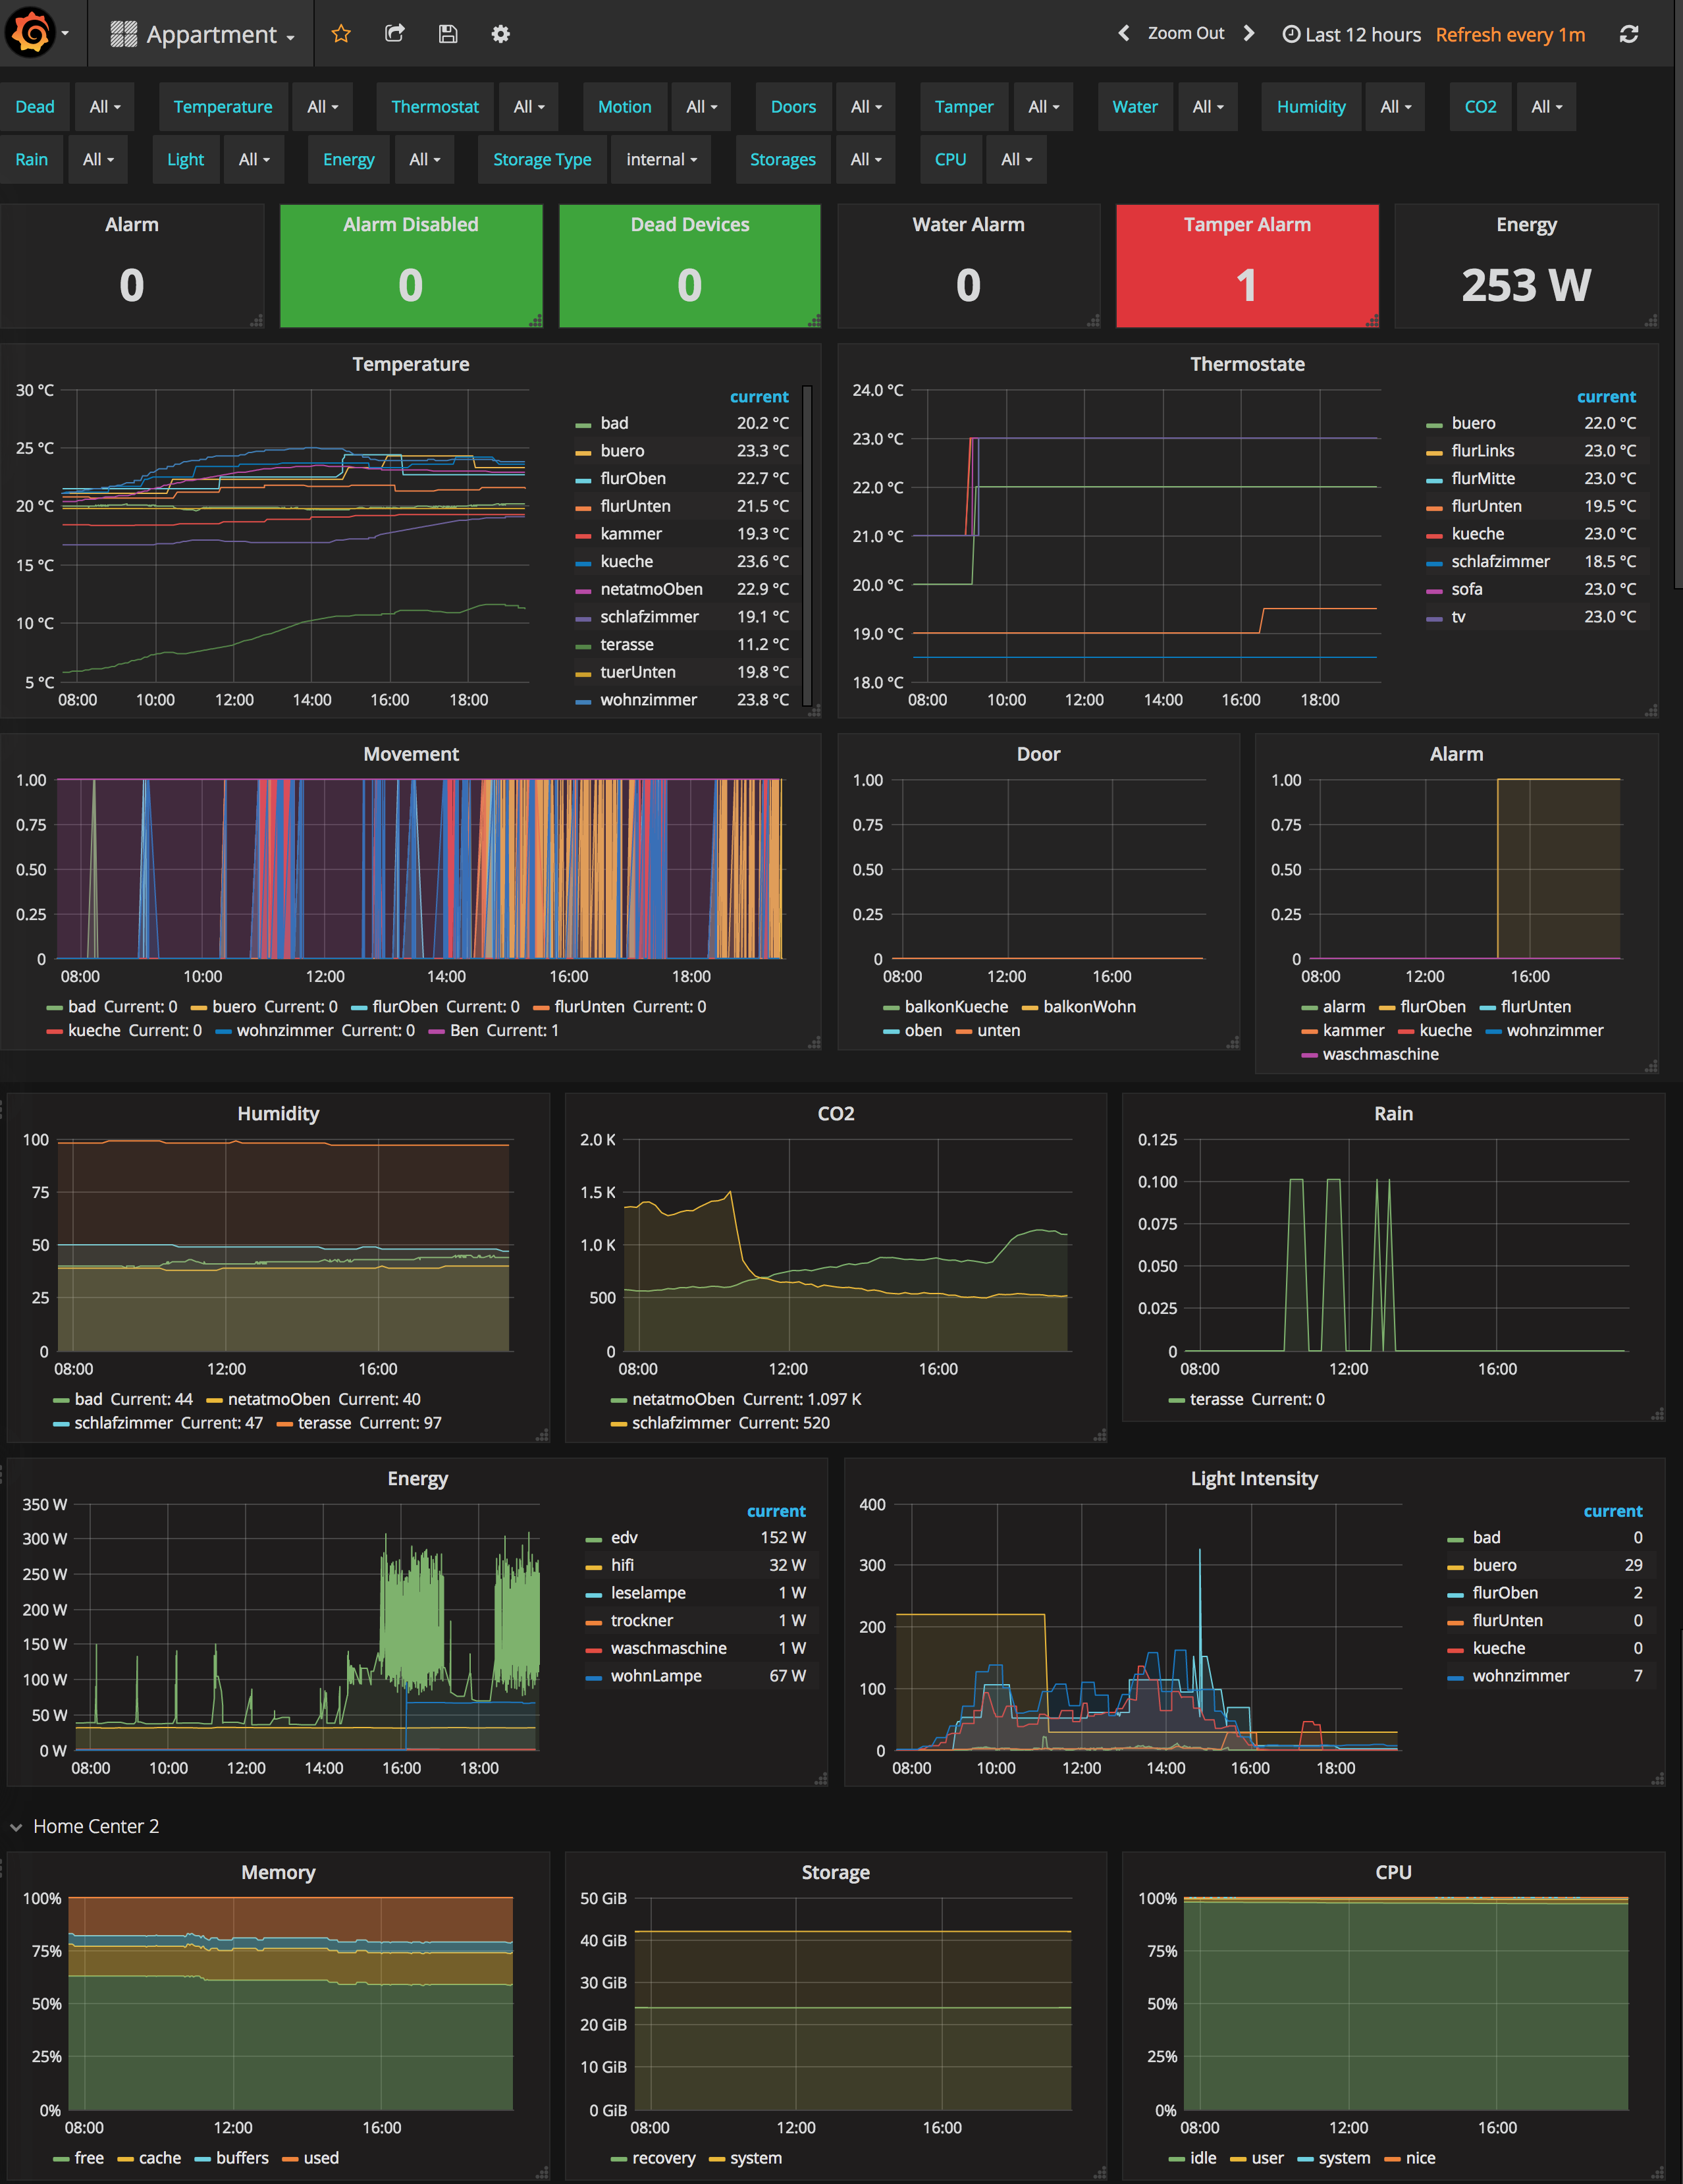 Appartment
Zoom Out
Last 12 hours Refresh every 1m
Dead All Temperature All Thermostat All Motion All Doors All Tamper All Water All Humidity All CO2 All
Rain All Light All Energy All Storage Type internal Storages All CPU All
Alarm
0
Alarm Disabled
0
Dead Devices
0
Water Alarm
0
Tamper Alarm
1
Energy
253 W
Temperature
30 °C
25 °C
20 °C
15 °C
10 °C
5 °C
08:00 10:00 12:00 14:00 16:00 18:00
current
bad 20.2 °C
buero 23.3 °C
flurOben 22.7 °C
flurUnten 21.5 °C
kammer 19.3 °C
kueche 23.6 °C
netatmoOben 22.9 °C
schlafzimmer 19.1 °C
terasse 11.2 °C
tuerUnten 19.8 °C
wohnzimmer 23.8 °C
Thermostate
24.0 °C
23.0 °C
22.0 °C
21.0 °C
20.0 °C
19.0 °C
18.0 °C
08:00 10:00 12:00 14:00 16:00 18:00
current
buero 22.0 °C
flurLinks 23.0 °C
flurMitte 23.0 °C
flurUnten 19.5 °C
kueche 23.0 °C
schlafzimmer 18.5 °C
sofa 23.0 °C
tv 23.0 °C
Movement
1.00
0.75
0.50
0.25
0
08:00 10:00 12:00 14:00 16:00 18:00
bad Current: 0 buero Current: 0 flurOben Current: 0 flurUnten Current: 0
kueche Current: 0 wohnzimmer Current: 0 Ben Current: 1
Door
1.00
0.75
0.50
0.25
0
08:00 12:00 16:00
balkonKueche balkonWohn
oben unten
Alarm
1.00
0.75
0.50
0.25
0
08:00 12:00 16:00
alarm flurOben flurUnten
kammer kueche wohnzimmer
waschmaschine
Humidity
100
75
50
25
0
08:00 12:00 16:00
bad Current: 44 netatmoOben Current: 40
schlafzimmer Current: 47 terasse Current: 97
CO2
2.0 K
1.5 K
1.0 K
500
0
08:00 12:00 16:00
netatmoOben Current: 1.097 K
schlafzimmer Current: 520
Rain
0.125
0.100
0.075
0.050
0.025
0
08:00 12:00 16:00
terasse Current: 0
Energy
350 W
300 W
250 W
200 W
150 W
100 W
50 W
0 W
08:00 10:00 12:00 14:00 16:00 18:00
current
edv 152 W
hifi 32 W
leselampe 1 W
trockner 1 W
waschmaschine 1 W
wohnLampe 67 W
Light Intensity
400
300
200
100
0
08:00 10:00 12:00 14:00 16:00 18:00
current
bad 0
buero 29
flurOben 2
flurUnten 0
kueche 0
wohnzimmer 7
Home Center 2
Memory
100%
75%
50%
25%
0%
08:00 12:00 16:00
free cache buffers used
Storage
50 GiB
40 GiB
30 GiB
20 GiB
10 GiB
0 GiB
08:00 12:00 16:00
recovery system
CPU
100%
75%
50%
25%
0%
08:00 12:00 16:00
idle user system nice